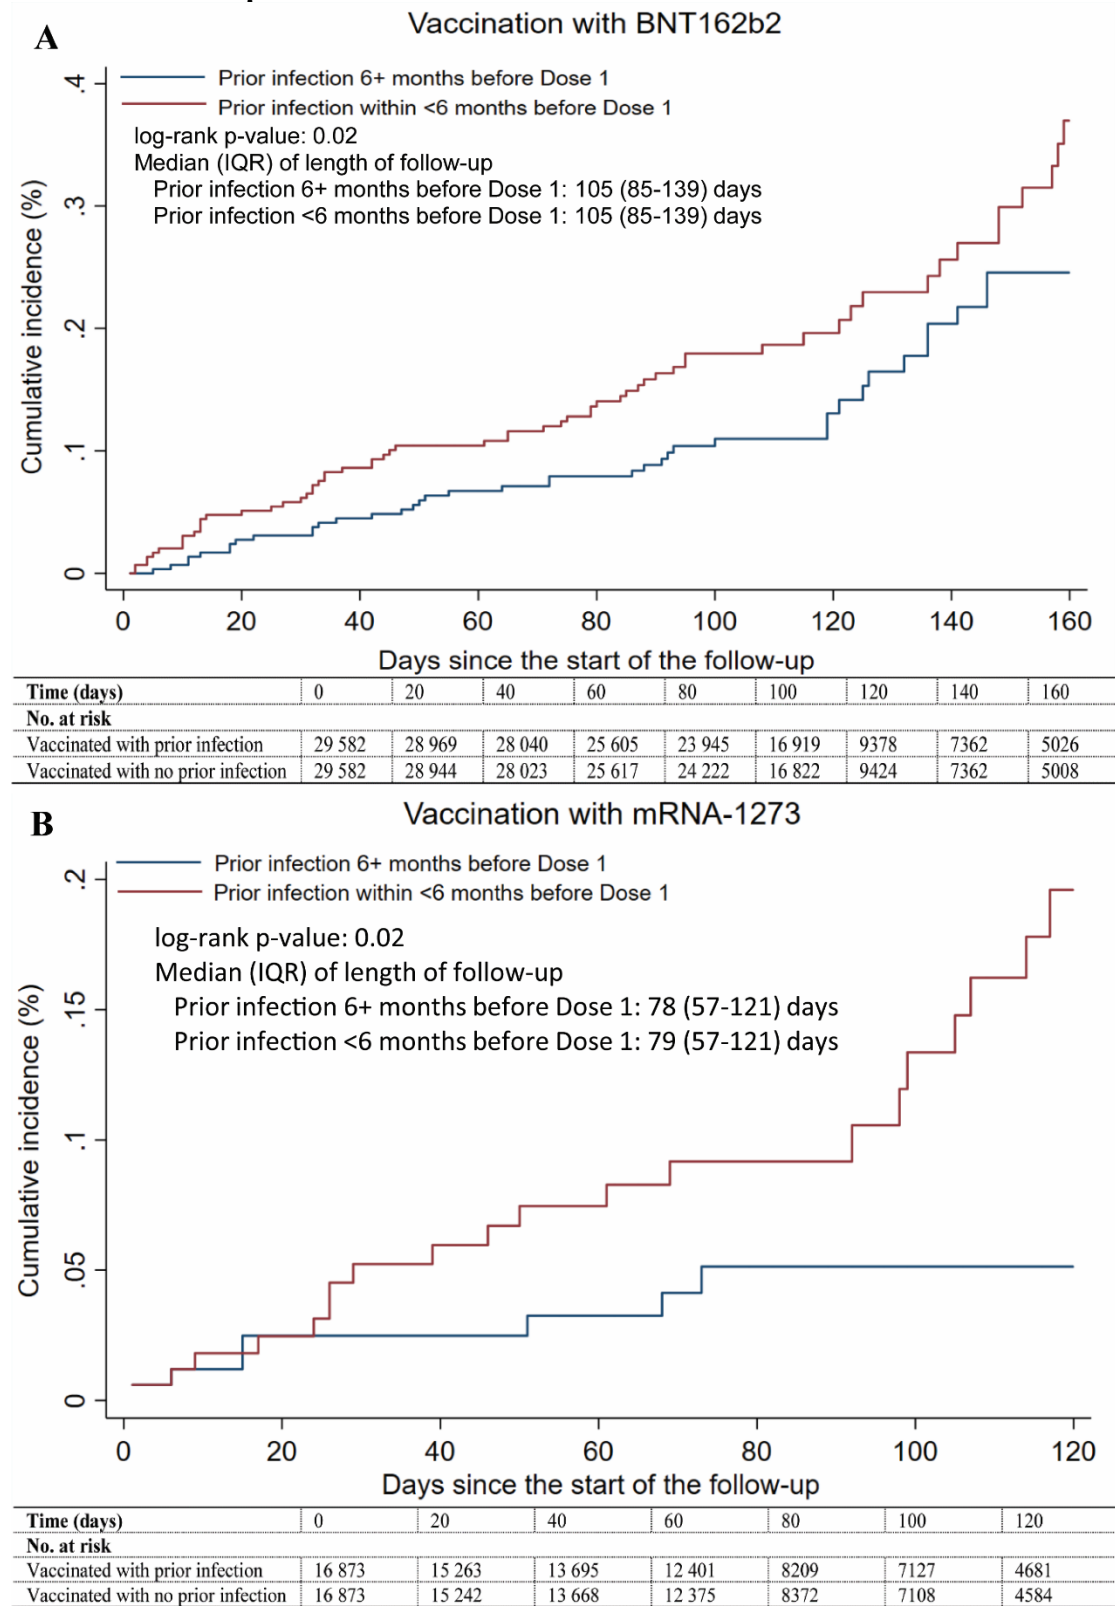 A
Vaccination with BNT162b2
Prior infection 6+ months before Dose 1
Prior infection within <6 months before Dose 1
log-rank p-value: 0.02
Median (IQR) of length of follow-up
Prior infection 6+ months before Dose 1: 105 (85-139) days
Prior infection <6 months before Dose 1: 105 (85-139) days
Cumulative incidence (%)
.4
.3
.2
.1
0
0 20 40 60 80 100 120 140 160
Days since the start of the follow-up
Time (days) 0 20 40 60 80 100 120 140 160
No. at risk
Vaccinated with prior infection 29 582 28 969 28 040 25 605 23 945 16 919 9378 7362 5026
Vaccinated with no prior infection 29 582 28 944 28 023 25 617 24 222 16 822 9424 7362 5008
B
Vaccination with mRNA-1273
Prior infection 6+ months before Dose 1
Prior infection within <6 months before Dose 1
log-rank p-value: 0.02
Median (IQR) of length of follow-up
Prior infection 6+ months before Dose 1: 78 (57-121) days
Prior infection <6 months before Dose 1: 79 (57-121) days
Cumulative incidence (%)
.2
.15
.1
.05
0
0 20 40 60 80 100 120
Days since the start of the follow-up
Time (days) 0 20 40 60 80 100 120
No. at risk
Vaccinated with prior infection 16 873 15 263 13 695 12 401 8209 7127 4681
Vaccinated with no prior infection 16 873 15 242 13 668 12 375 8372 7108 4584